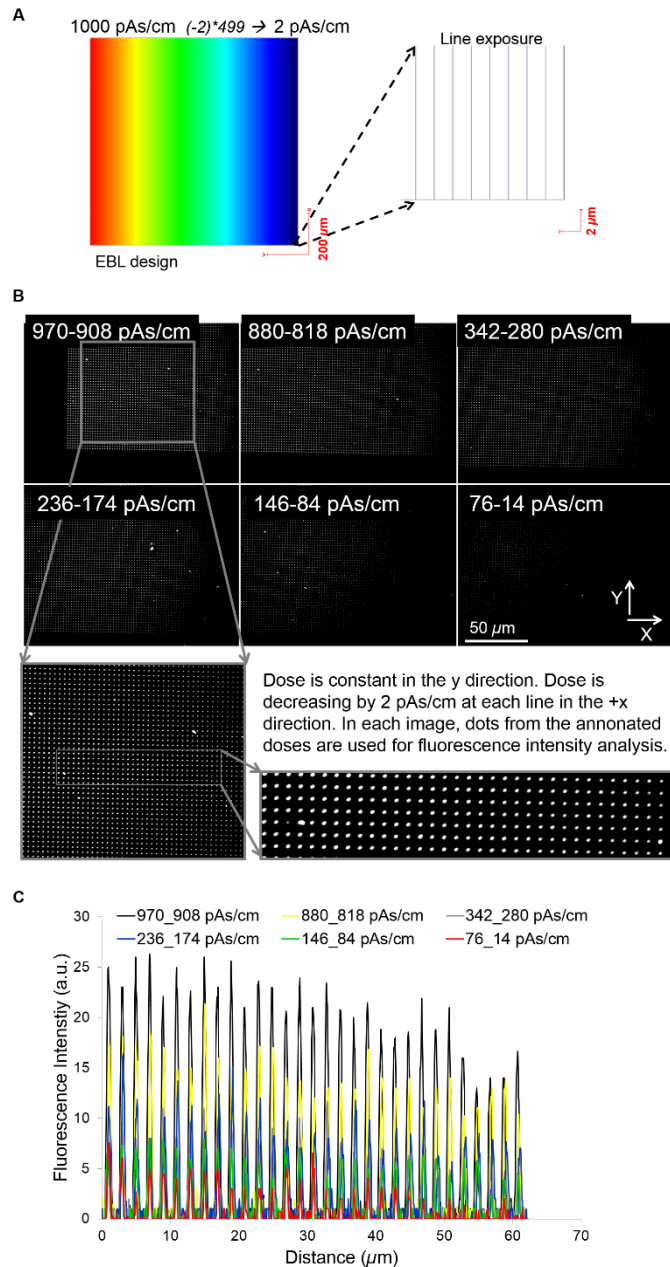 A
1000 pAs/cm (-2)*499 → 2 pAs/cm
Line exposure
200 µm
2 µm
EBL design
B
970-908 pAs/cm
880-818 pAs/cm
342-280 pAs/cm
236-174 pAs/cm
146-84 pAs/cm
76-14 pAs/cm
Y
X
50 µm
Dose is constant in the y direction. Dose is
decreasing by 2 pAs/cm at each line in the +x
direction. In each image, dots from the annonated
doses are used for fluorescence intensity analysis.
C
970_908 pAs/cm
880_818 pAs/cm
342_280 pAs/cm
236_174 pAs/cm
146_84 pAs/cm
76_14 pAs/cm
Fluorescence Intenstiy (a.u.)
30
25
20
15
10
5
0
0 10 20 30 40 50 60 70
Distance (µm)